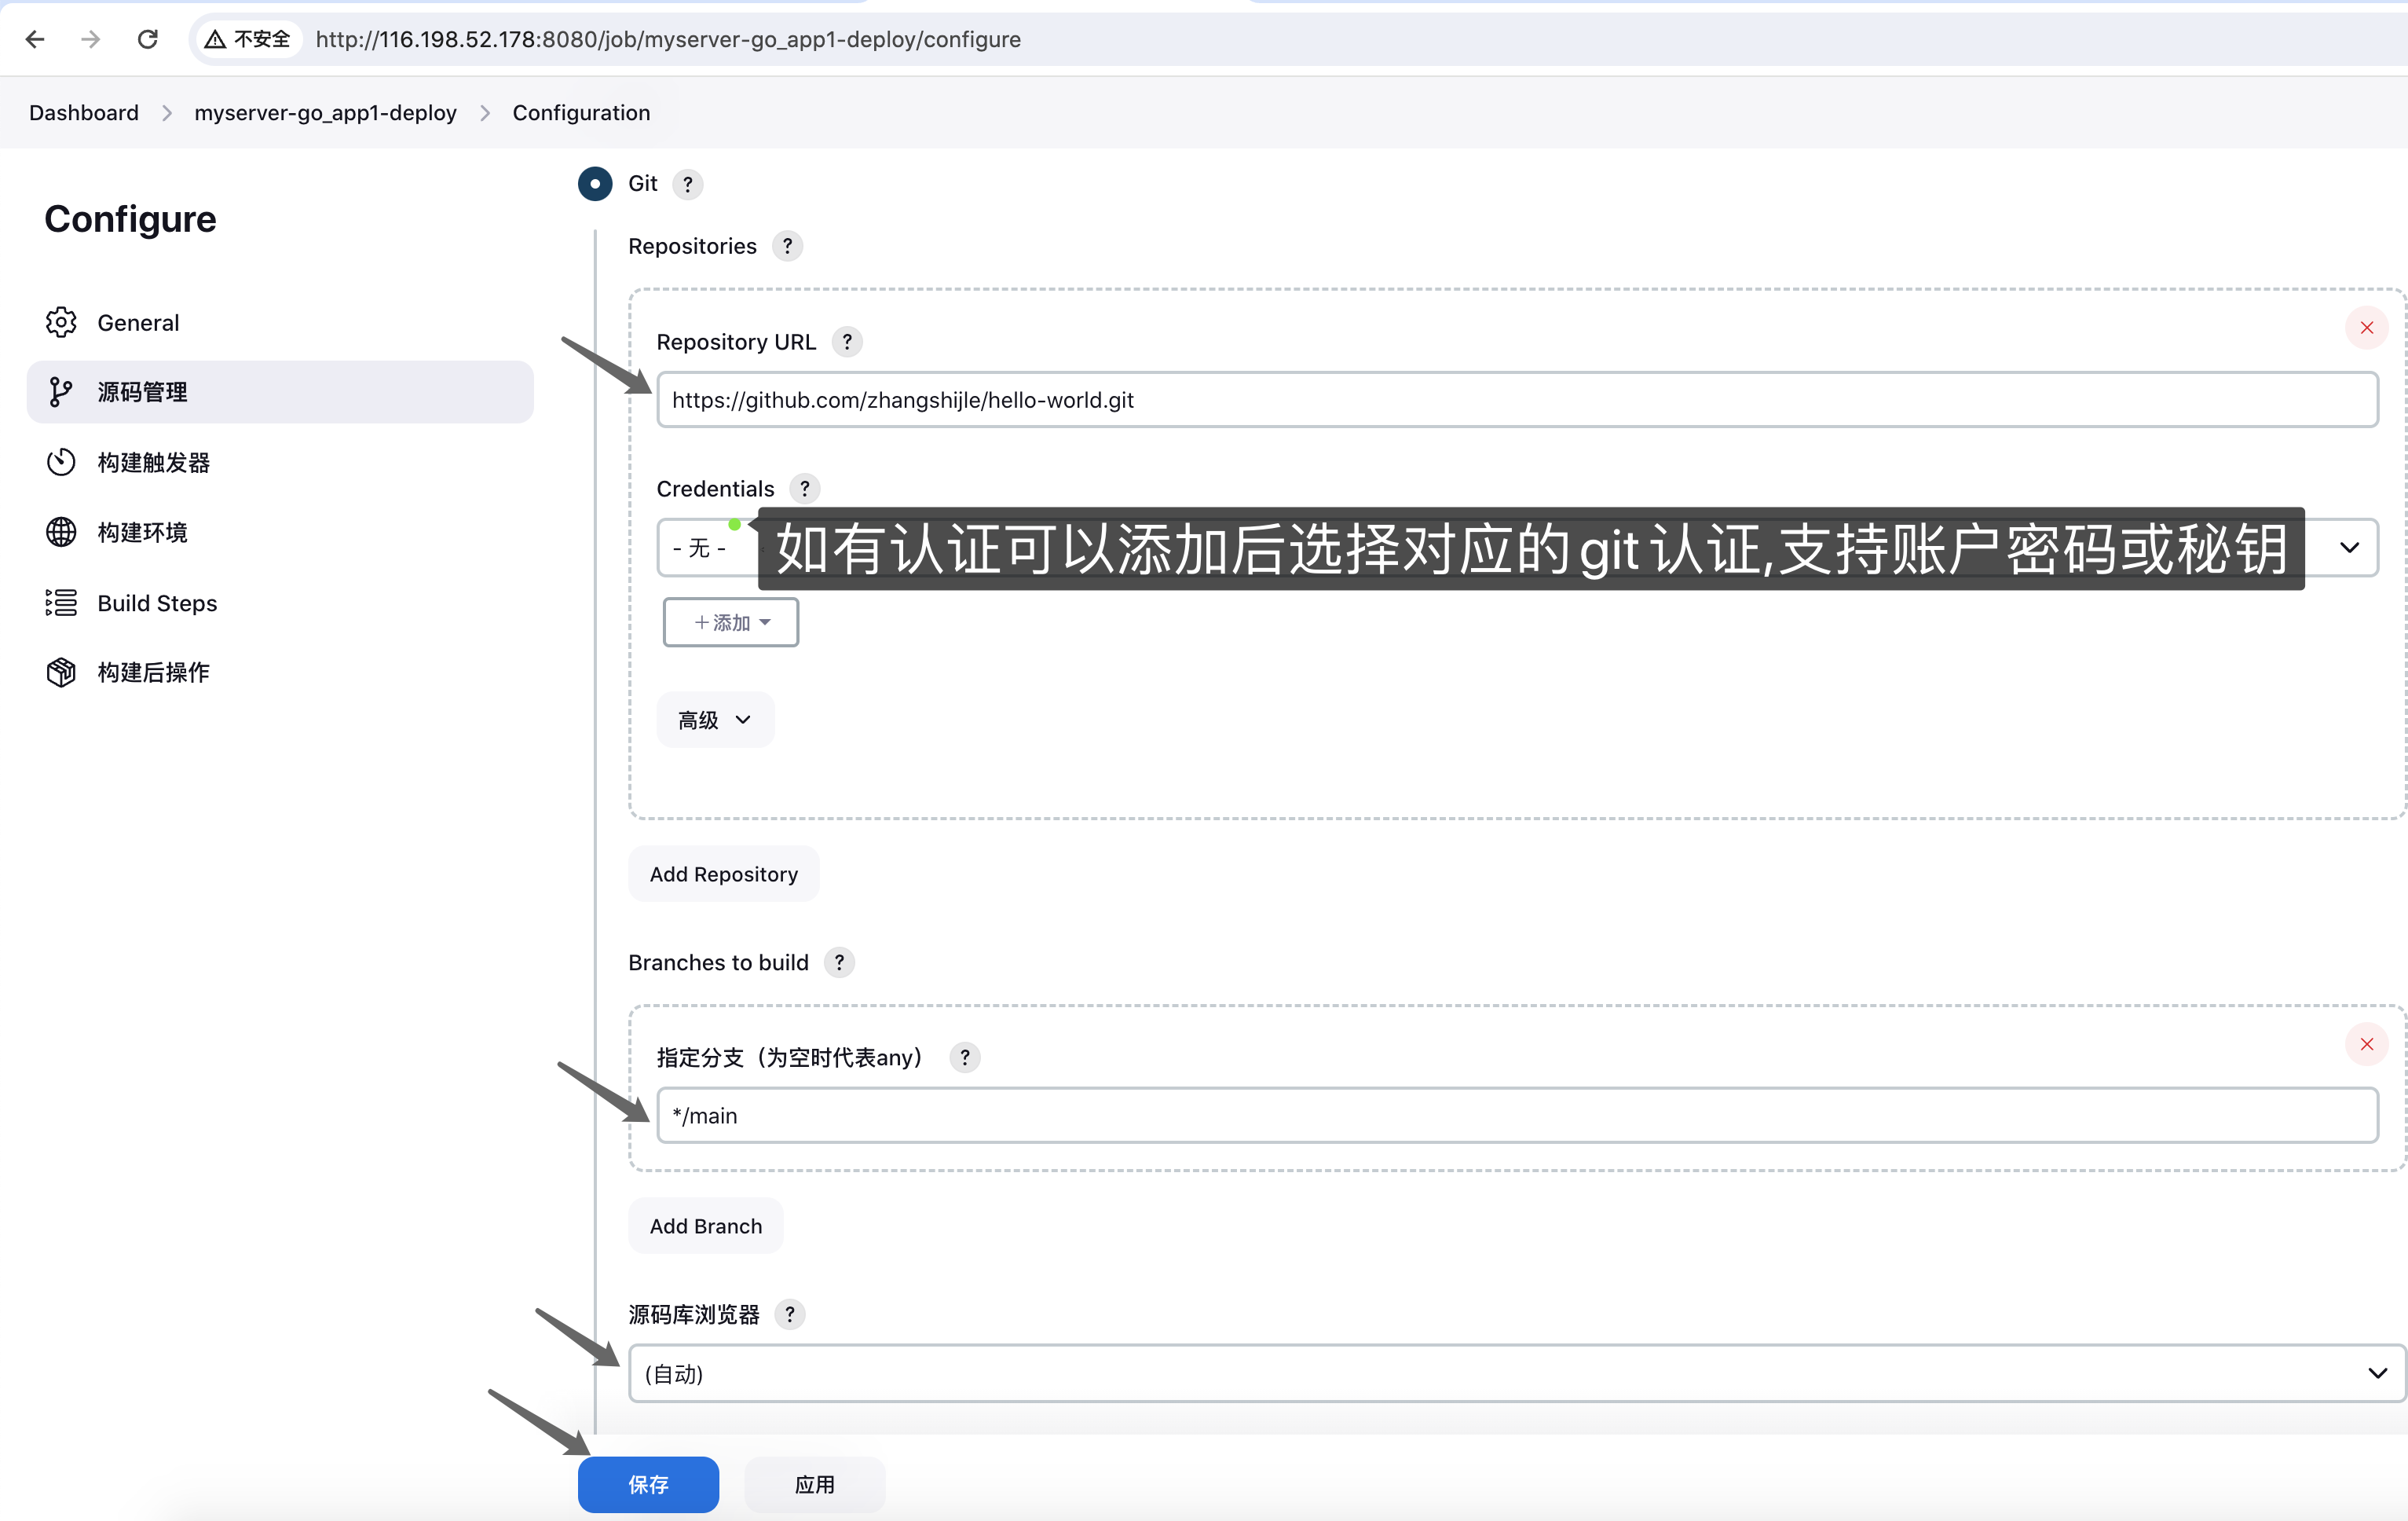 不安全 http://116.198.52.178:8080/job/myserver-go_app1-deploy/configure
Dashboard > myserver-go_app1-deploy > Configuration
Configure
General
源码管理
构建触发器
构建环境
Build Steps
构建后操作
Git ?
Repositories ?
Repository URL ?
https://github.com/zhangshijle/hello-world.git
Credentials ?
- 无 -
如有认证可以添加后选择对应的git认证,支持账户密码或秘钥
+添加
高级
Add Repository
Branches to build ?
指定分支（为空时代表any） ?
*/main
Add Branch
源码库浏览器 ?
(自动)
保存 应用